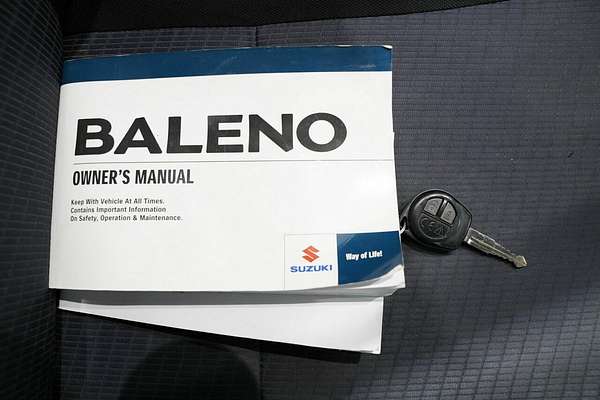 BALENO
OWNER'S MANUAL
Keep With Vehicle At All Times.
Contains Important Information
On Safety, Operation & Maintenance.
SUZUKI
Way of Life!